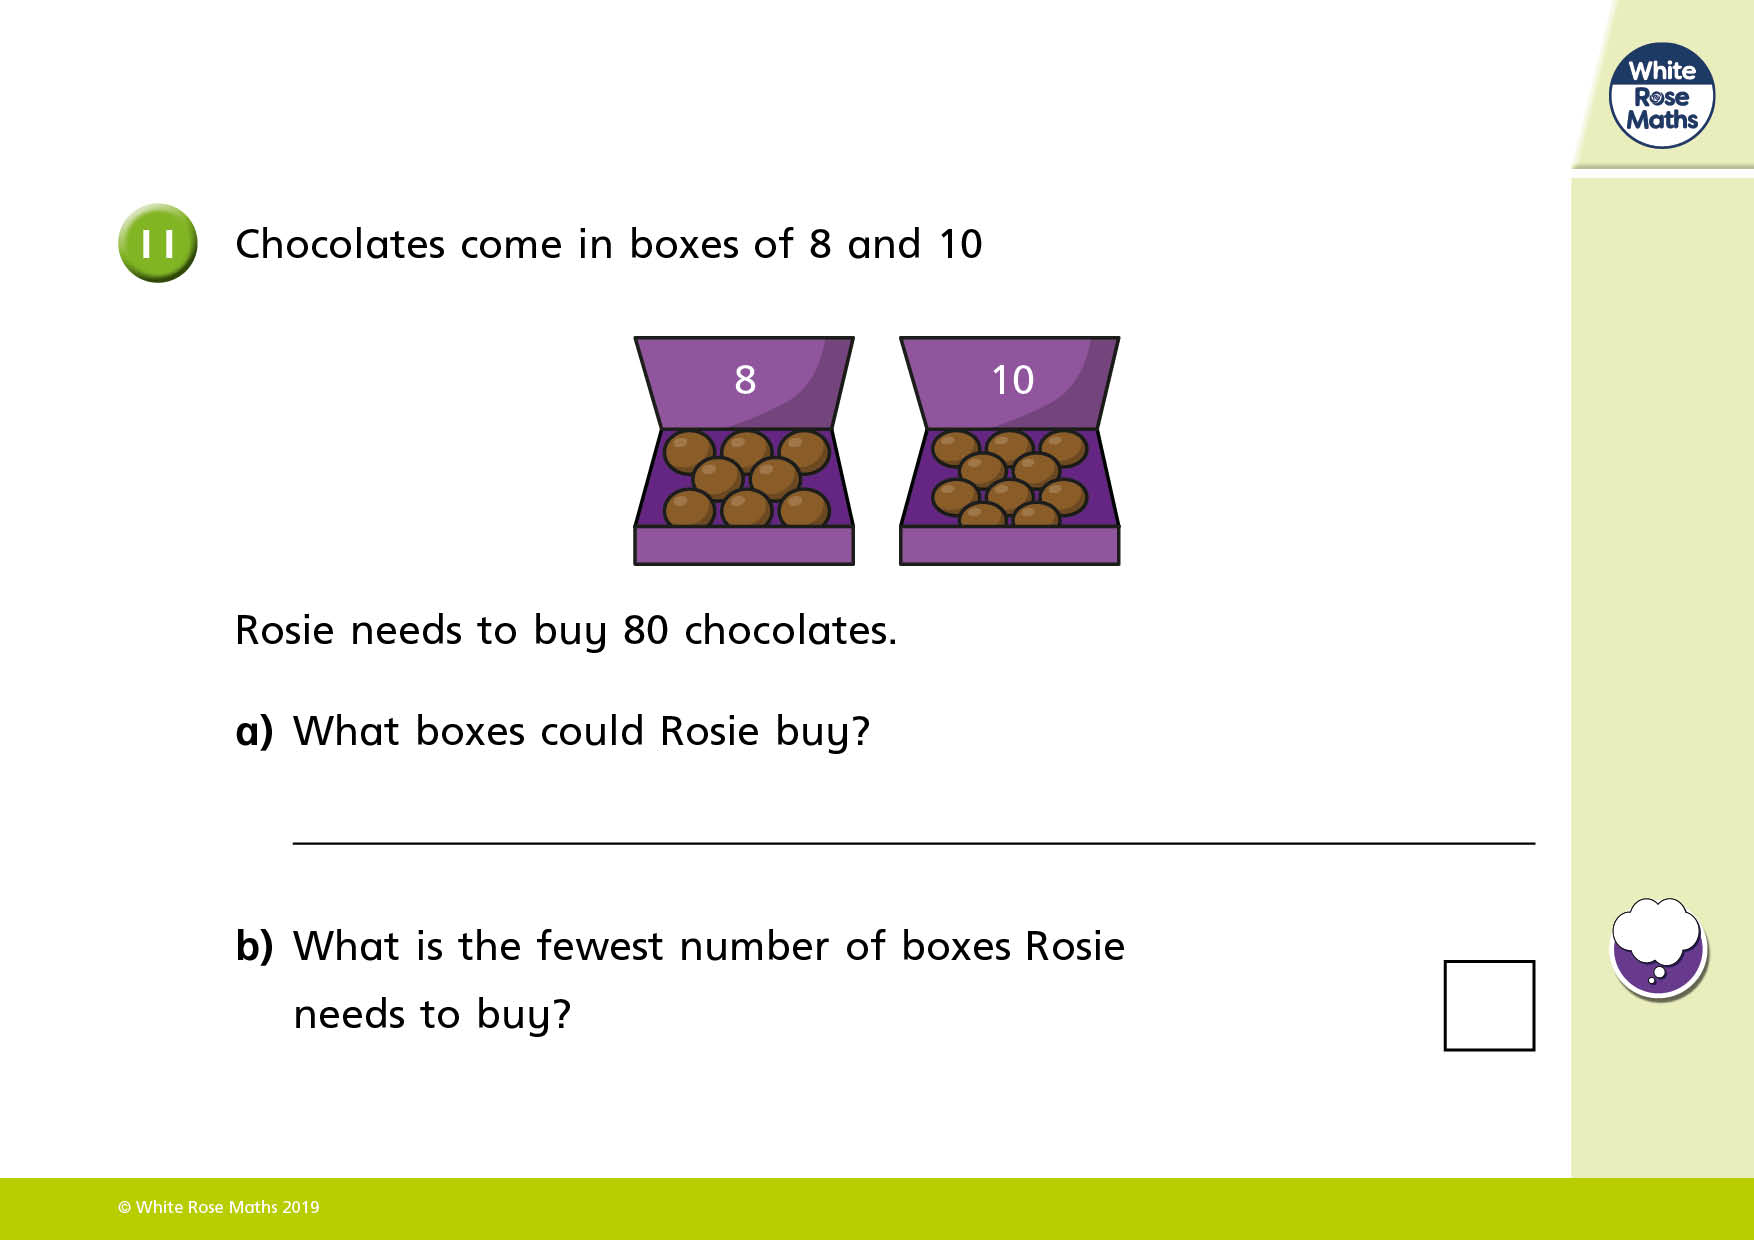 White
Rose
Maths
11 Chocolates come in boxes of 8 and 10
8 10
Rosie needs to buy 80 chocolates.
a) What boxes could Rosie buy?
b) What is the fewest number of boxes Rosie
needs to buy?
© White Rose Maths 2019